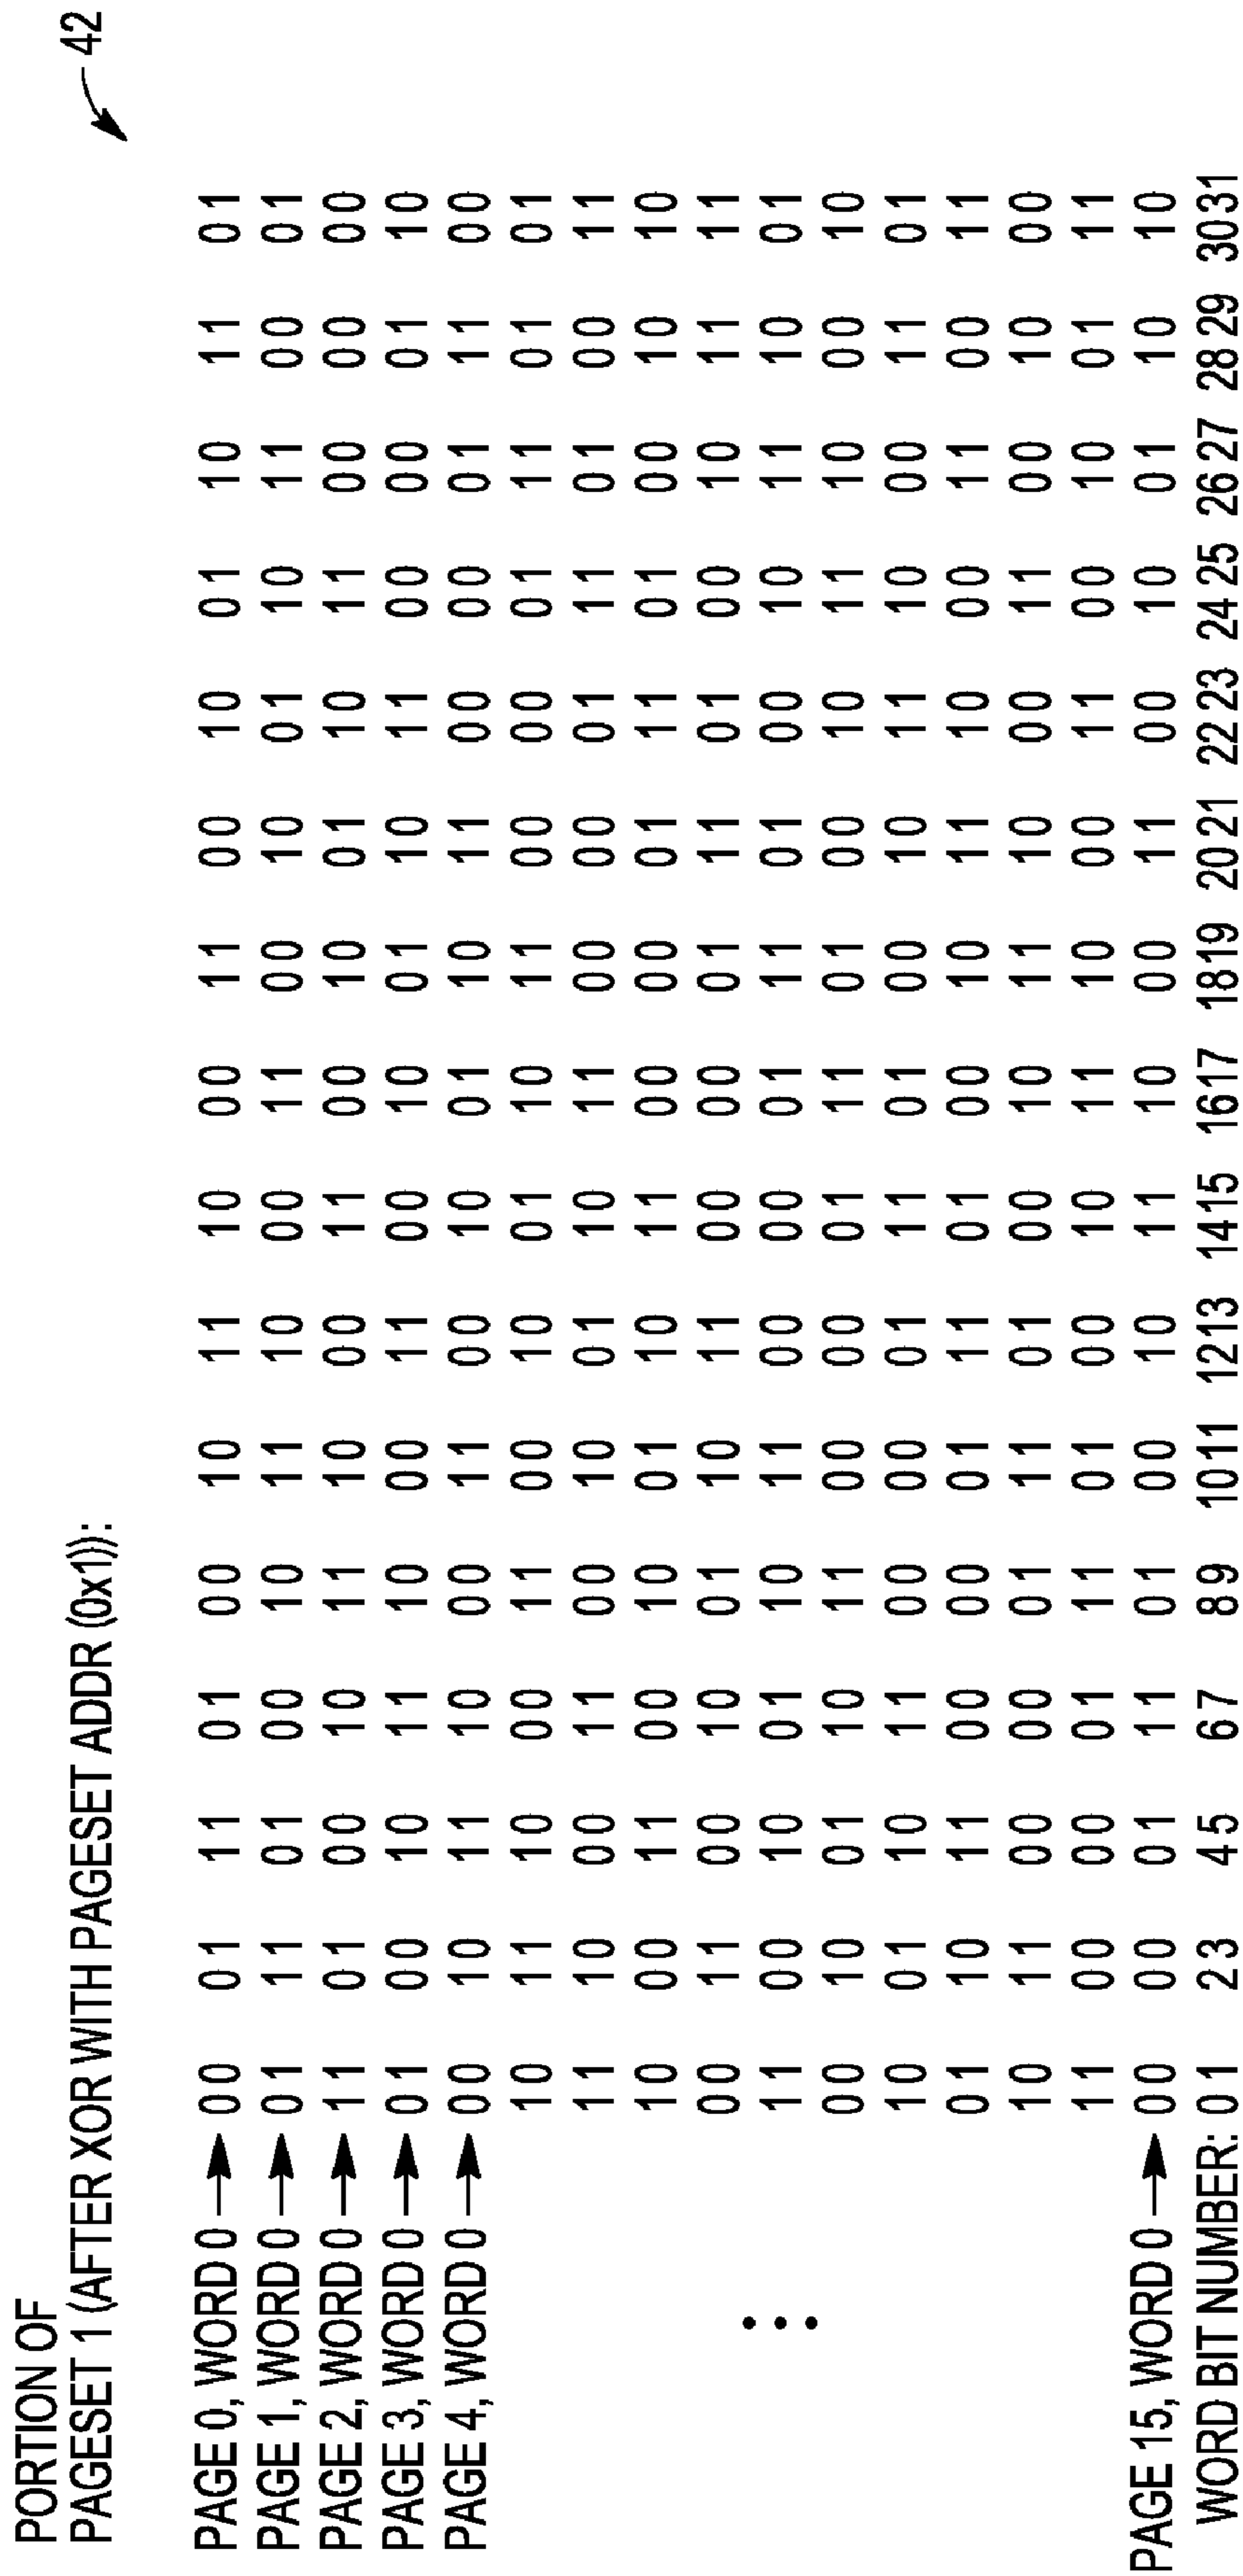 42
PORTION OF
PAGESET 1 (AFTER XOR WITH PAGESET ADDR (0x1)):
PAGE 0, WORD 0 00 01 11 01 00 10 11 10 00 11 00 10 01 10 11 01
PAGE 1, WORD 0 01 11 01 00 10 11 10 00 11 00 10 01 10 11 00 01
PAGE 2, WORD 0 11 01 00 10 11 10 00 11 00 10 01 10 11 00 00 00
PAGE 3, WORD 0 01 00 10 11 10 00 11 00 10 01 10 11 00 00 01 10
PAGE 4, WORD 0 00 10 11 10 00 11 00 10 01 10 11 00 00 01 11 00
10 11 10 00 11 00 10 01 10 11 00 00 01 11 01 01
11 10 00 11 00 10 01 10 11 00 00 01 11 01 00 11
10 00 11 00 10 01 10 11 00 00 01 11 01 00 10 10
00 11 00 10 01 10 11 00 00 01 11 01 00 10 11 11
11 00 10 01 10 11 00 00 01 11 01 00 10 11 10 01
00 10 01 10 11 00 00 01 11 01 00 10 11 10 00 10
10 01 10 11 00 00 01 11 01 00 10 11 10 00 11 01
01 10 11 00 00 01 11 01 00 10 11 10 00 11 00 11
10 11 00 00 01 11 01 00 10 11 10 00 11 00 10 00
11 00 00 01 11 01 00 10 11 10 00 11 00 10 01 11
PAGE 15, WORD 0 00 00 01 11 01 00 10 11 10 00 11 00 10 01 10 10
WORD BIT NUMBER: 01 23 45 67 89 1011 1213 1415 1617 1819 2021 2223 2425 2627 2829 3031